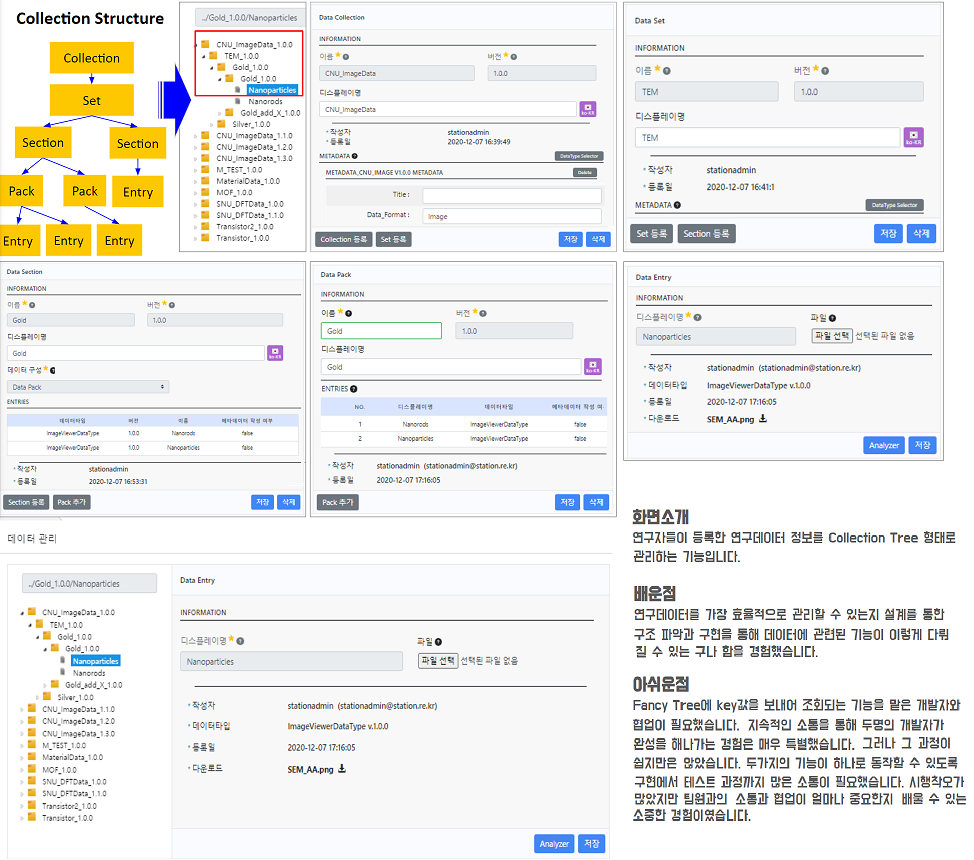 Collection Structure
Collection
Set
Section
Section
Pack
Pack
Entry
Entry
Entry
Entry
../Gold_1.0.0/Nanoparticles
CNU_ImageData_1.0.0
TEM_1.0.0
Gold_1.0.0
Gold_1.0.0
Nanoparticles
Nanorods
Gold_add_X_1.0.0
Silver_1.0.0
CNU_ImageData_1.1.0
CNU_ImageData_1.2.0
CNU_ImageData_1.3.0
M_TEST_1.0.0
MaterialData_1.0.0
MOF_1.0.0
SNU_DFTData_1.0.0
SNU_DFTData_1.1.0
Transistor2_1.0.0
Transistor_1.0.0
Data Collection
INFORMATION
이름 * 버전 *
CNU_ImageData 1.0.0
디스플레이명
CNU_ImageData ko-KR
작성자 stationadmin
등록일 2020-12-07 16:39:49
METADATA DataType Selector
METADATA_CNU_IMAGE V1.0.0 METADATA Delete
Title :
Data_Format : Image
Collection 등록 Set 등록 저장 삭제
Data Set
INFORMATION
이름 * 버전 *
TEM 1.0.0
디스플레이명
TEM ko-KR
작성자 stationadmin
등록일 2020-12-07 16:41:1
METADATA DataType Selector
Set 등록 Section 등록 저장 삭제
Data Section
INFORMATION
이름 * 버전 *
Gold 1.0.0
디스플레이명
Gold ko-KR
데이터 구성 *
Data Pack
ENTRIES
데이터타입 버전 이름 메타데이터 작성 여부
ImageViewerDataType 1.0.0 Nanorods false
ImageViewerDataType 1.0.0 Nanoparticles false
작성자 stationadmin
등록일 2020-12-07 16:53:31
Section 등록 Pack 추가 저장 삭제
Data Pack
INFORMATION
이름 * 버전 *
Gold 1.0.0
디스플레이명
Gold ko-KR
ENTRIES
NO. 디스플레이명 데이터타입 메타데이터 작성 여
1 Nanorods ImageViewerDataType false
2 Nanoparticles ImageViewerDataType false
작성자 stationadmin (stationadmin@station.re.kr)
등록일 2020-12-07 17:16:05
Pack 추가 저장 삭제
Data Entry
INFORMATION
디스플레이명 * 파일
Nanoparticles 파일 선택 선택된 파일 없음
작성자 stationadmin (stationadmin@station.re.kr)
데이터타입 ImageViewerDataType v.1.0.0
등록일 2020-12-07 17:16:05
다운로드 SEM_AA.png
Analyzer 저장
데이터 관리
../Gold_1.0.0/Nanoparticles
CNU_ImageData_1.0.0
TEM_1.0.0
Gold_1.0.0
Gold_1.0.0
Nanoparticles
Nanorods
Gold_add_X_1.0.0
Silver_1.0.0
CNU_ImageData_1.1.0
CNU_ImageData_1.2.0
CNU_ImageData_1.3.0
M_TEST_1.0.0
MaterialData_1.0.0
MOF_1.0.0
SNU_DFTData_1.0.0
SNU_DFTData_1.1.0
Transistor2_1.0.0
Transistor_1.0.0
Data Entry
INFORMATION
디스플레이명 * 파일
Nanoparticles 파일 선택 선택된 파일 없음
작성자 stationadmin (stationadmin@station.re.kr)
데이터타입 ImageViewerDataType v.1.0.0
등록일 2020-12-07 17:16:05
다운로드 SEM_AA.png
Analyzer 저장
화면소개
연구자들이 등록한 연구데이터 정보를 Collection Tree 형태로
관리하는 기능입니다.
배운점
연구데이터를 가장 효율적으로 관리할 수 있는지 설계를 통한
구조 파악과 구현을 통해 데이터에 관련된 기능이 이렇게 다뤄
질 수 있는 구나 함을 경험했습니다.
아쉬운점
Fancy Tree에 key값을 보내어 조회되는 기능을 맡은 개발자와
협업이 필요했습니다. 지속적인 소통을 통해 두명의 개발자가
완성을 해나가는 경험은 매우 특별했습니다. 그러나 그 과정이
쉽지만은 않았습니다. 두가지의 기능이 하나로 동작할 수 있도록
구현에서 테스트 과정까지 많은 소통이 필요했습니다. 시행착오가
많았지만 팀원과의 소통과 협업이 얼마나 중요한지 배울 수 있는
소중한 경험이였습니다.